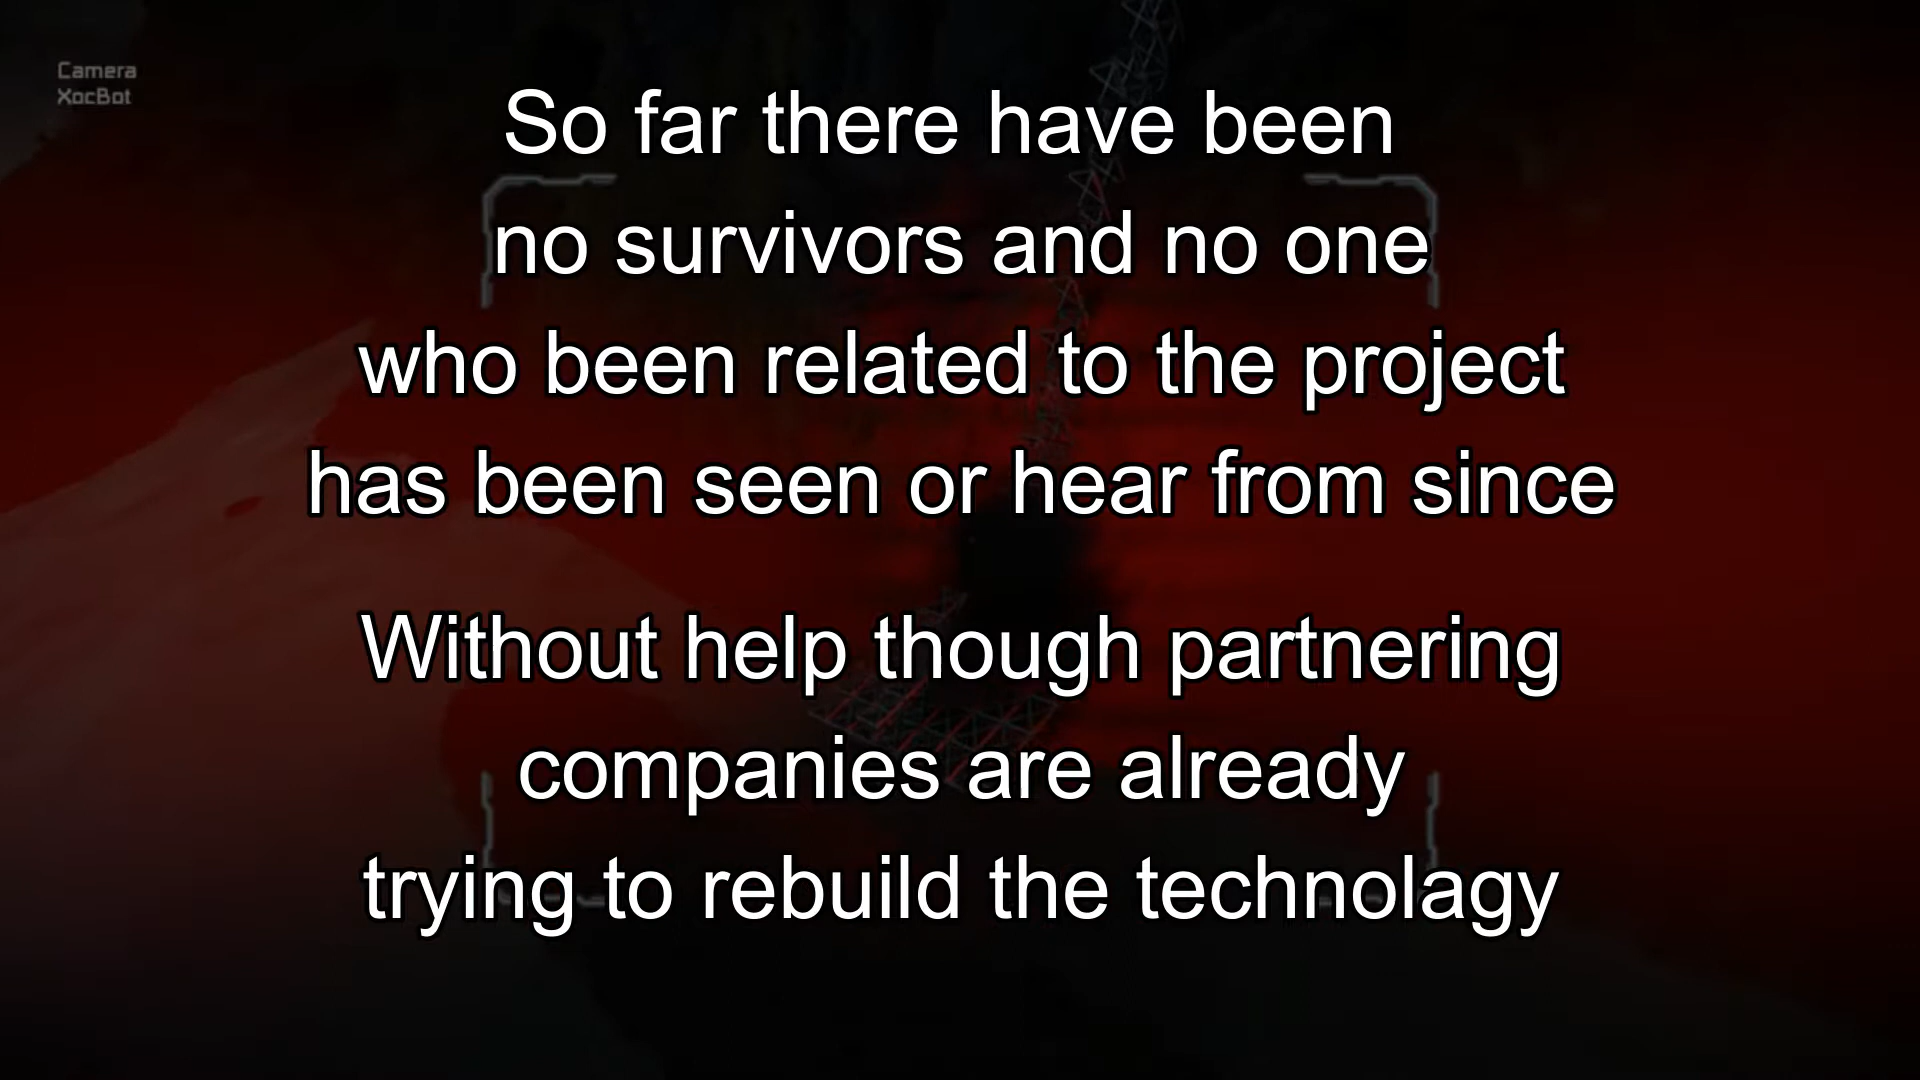 Camera
XocBot
So far there have been
no survivors and no one
who been related to the project
has been seen or hear from since
Without help though partnering
companies are already
trying to rebuild the technolagy